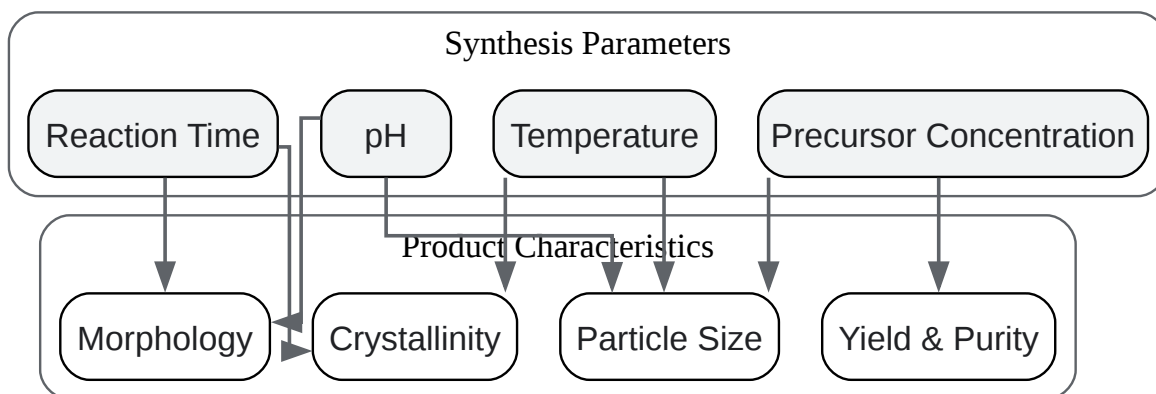 Synthesis Parameters
Reaction Time
pH
Temperature
Precursor Concentration
Product Characteristics
Morphology
Crystallinity
Particle Size
Yield & Purity